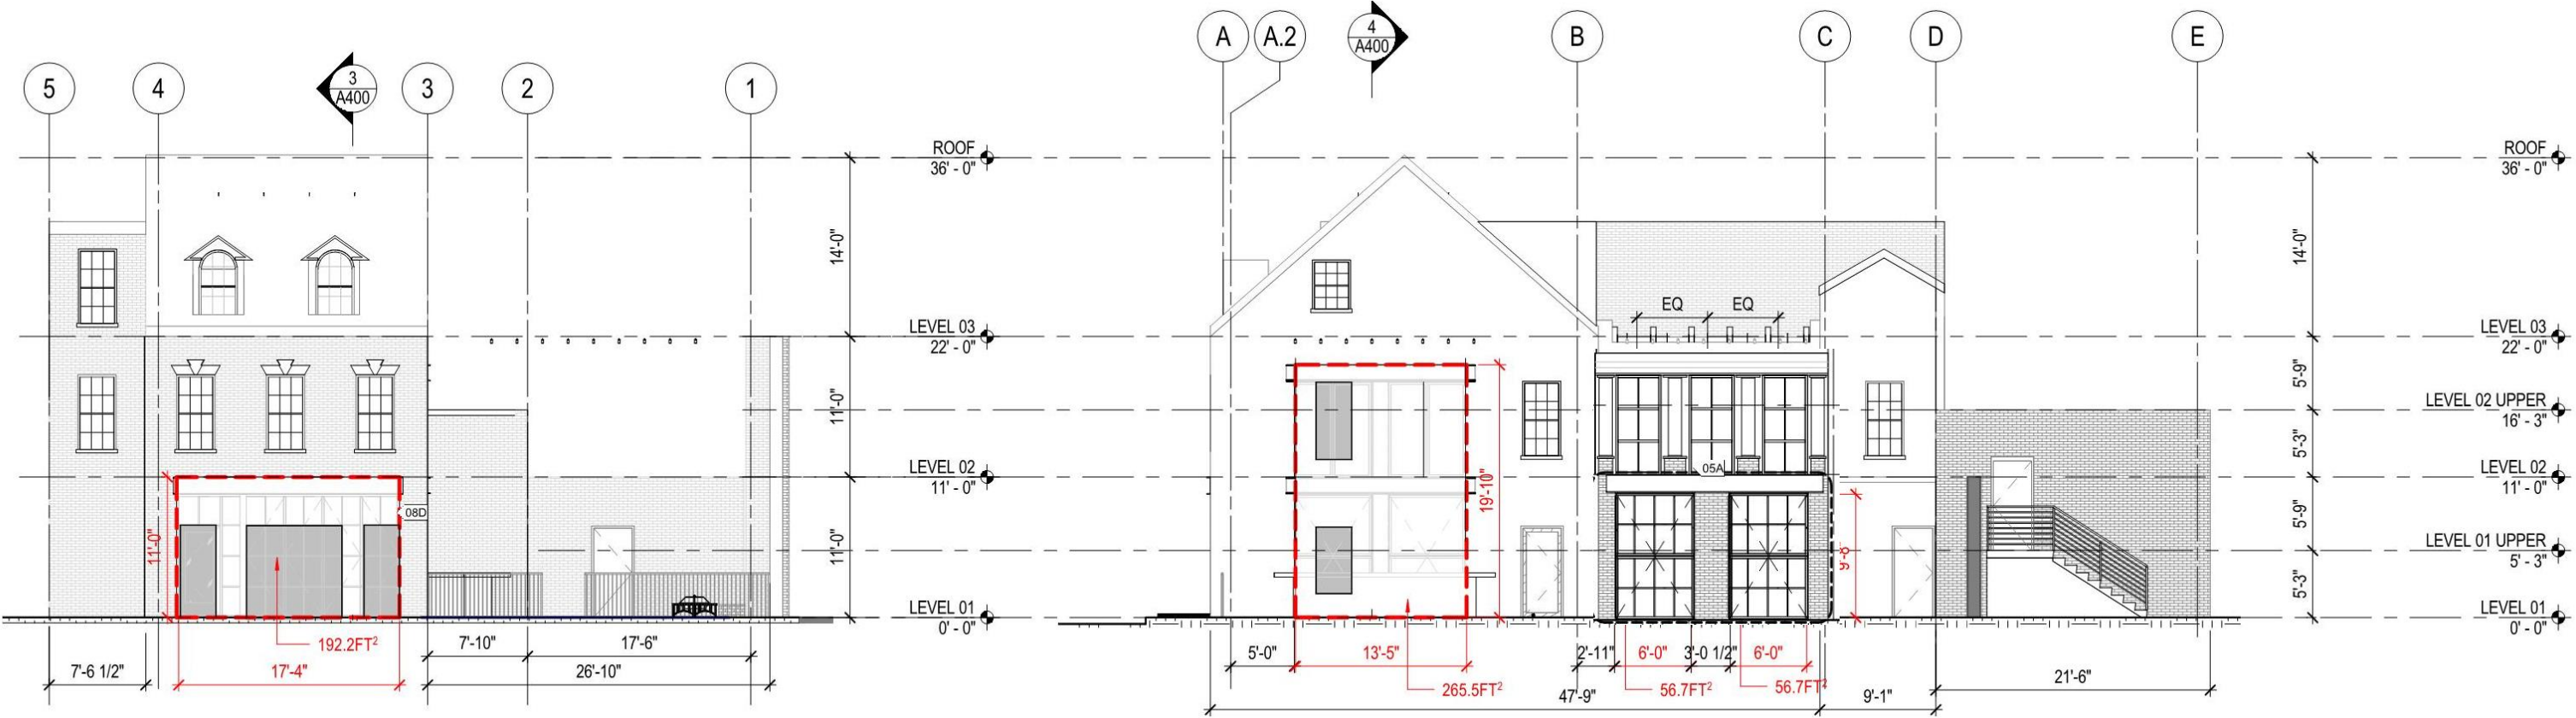 A
A.2
4
A400
B
C
D
E
5
4
3
A400
3
2
1
ROOF
36' - 0"
ROOF
36' - 0"
14'-0"
14'-0"
EQ
EQ
LEVEL 03
22' - 0"
LEVEL 03
22' - 0"
11'-0"
5'-9"
LEVEL 02 UPPER
16' - 3"
5'-3"
LEVEL 02
11' - 0"
05A
LEVEL 02
11' - 0"
08D
11'-0"
11'-0"
19'-10"
5'-9"
LEVEL 01 UPPER
5' - 3"
5'-3"
LEVEL 01
0' - 0"
LEVEL 01
0' - 0"
192.2FT²
7'-10"
17'-6"
5'-0"
13'-5"
2'-11"
6'-0"
3'-0 1/2"
6'-0"
7'-6 1/2"
17'-4"
26'-10"
265.5FT²
56.7FT²
56.7FT²
47'-9"
9'-1"
21'-6"